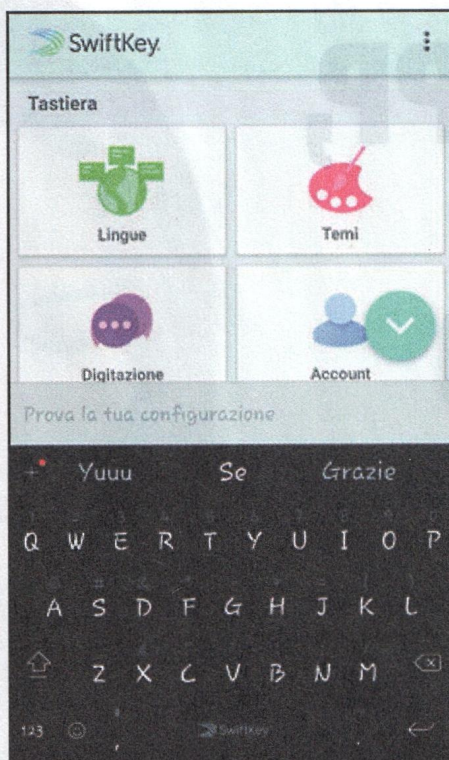 SwiftKey
Tastiera
Lingue
Temi
Digitazione
Account
Prova la tua configurazione
+ Yuuu Se Grazie
Q W E R T Y U I O P
A S D F G H J K L
Z X C V B N M
123 , SwiftKey